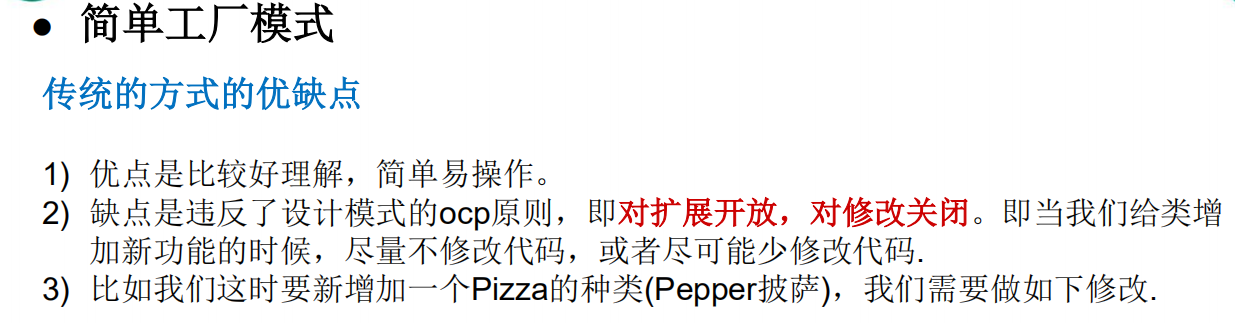 ● 简单工厂模式
传统的方式的优缺点
1) 优点是比较好理解，简单易操作。
2) 缺点是违反了设计模式的ocp原则，即对扩展开放，对修改关闭。即当我们给类增
加新功能的时候，尽量不修改代码，或者尽可能少修改代码.
3) 比如我们这时要新增加一个Pizza的种类(Pepper披萨)，我们需要做如下修改.